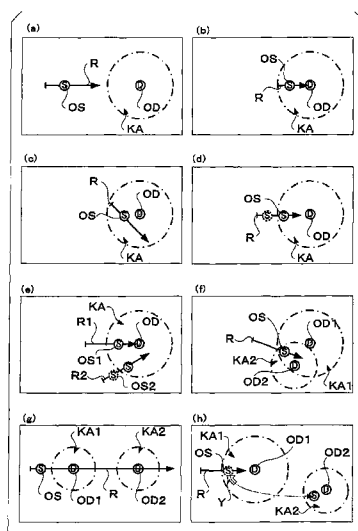 (a)
R
S
D
OS
OD
KA
(b)
OS
S
D
R
OD
KA
(c)
R
OD
OS
S
D
KA
(d)
OS
S
S
D
R
OD
KA
(e)
KA
OD
R1
S
D
OS1
R2
S
S
OS2
(f)
OS
OD1
R
D
KA2
S
D
OD2
KA1
(g)
KA1
KA2
S
D
D
OS
OD1
R
OD2
(h)
KA1
OS
OD1
R
S
D
OD2
Y
S
D
KA2